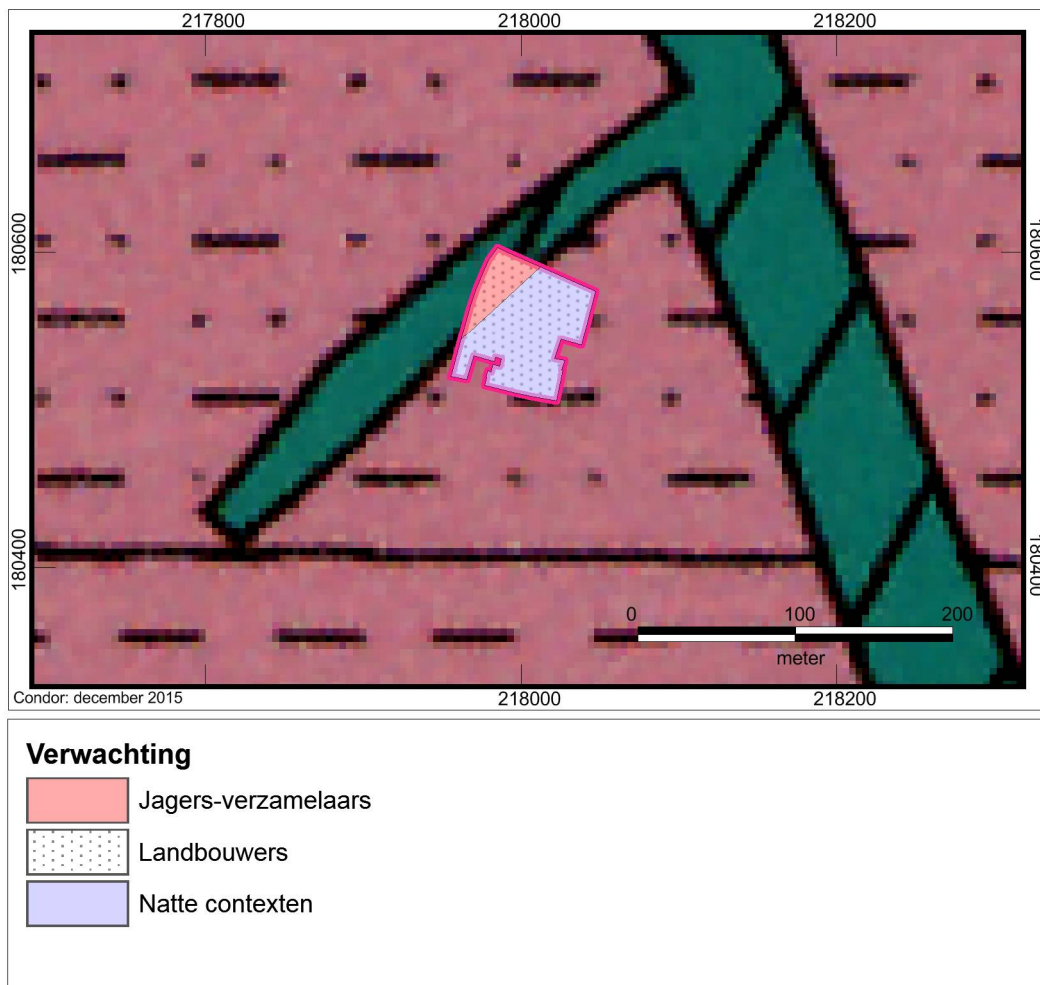 217800 218000 218200
180600 180600
180400 180400
0 100 200
meter
Condor: december 2015 218000 218200
Verwachting
Jagers-verzamelaars
Landbouwers
Natte contexten